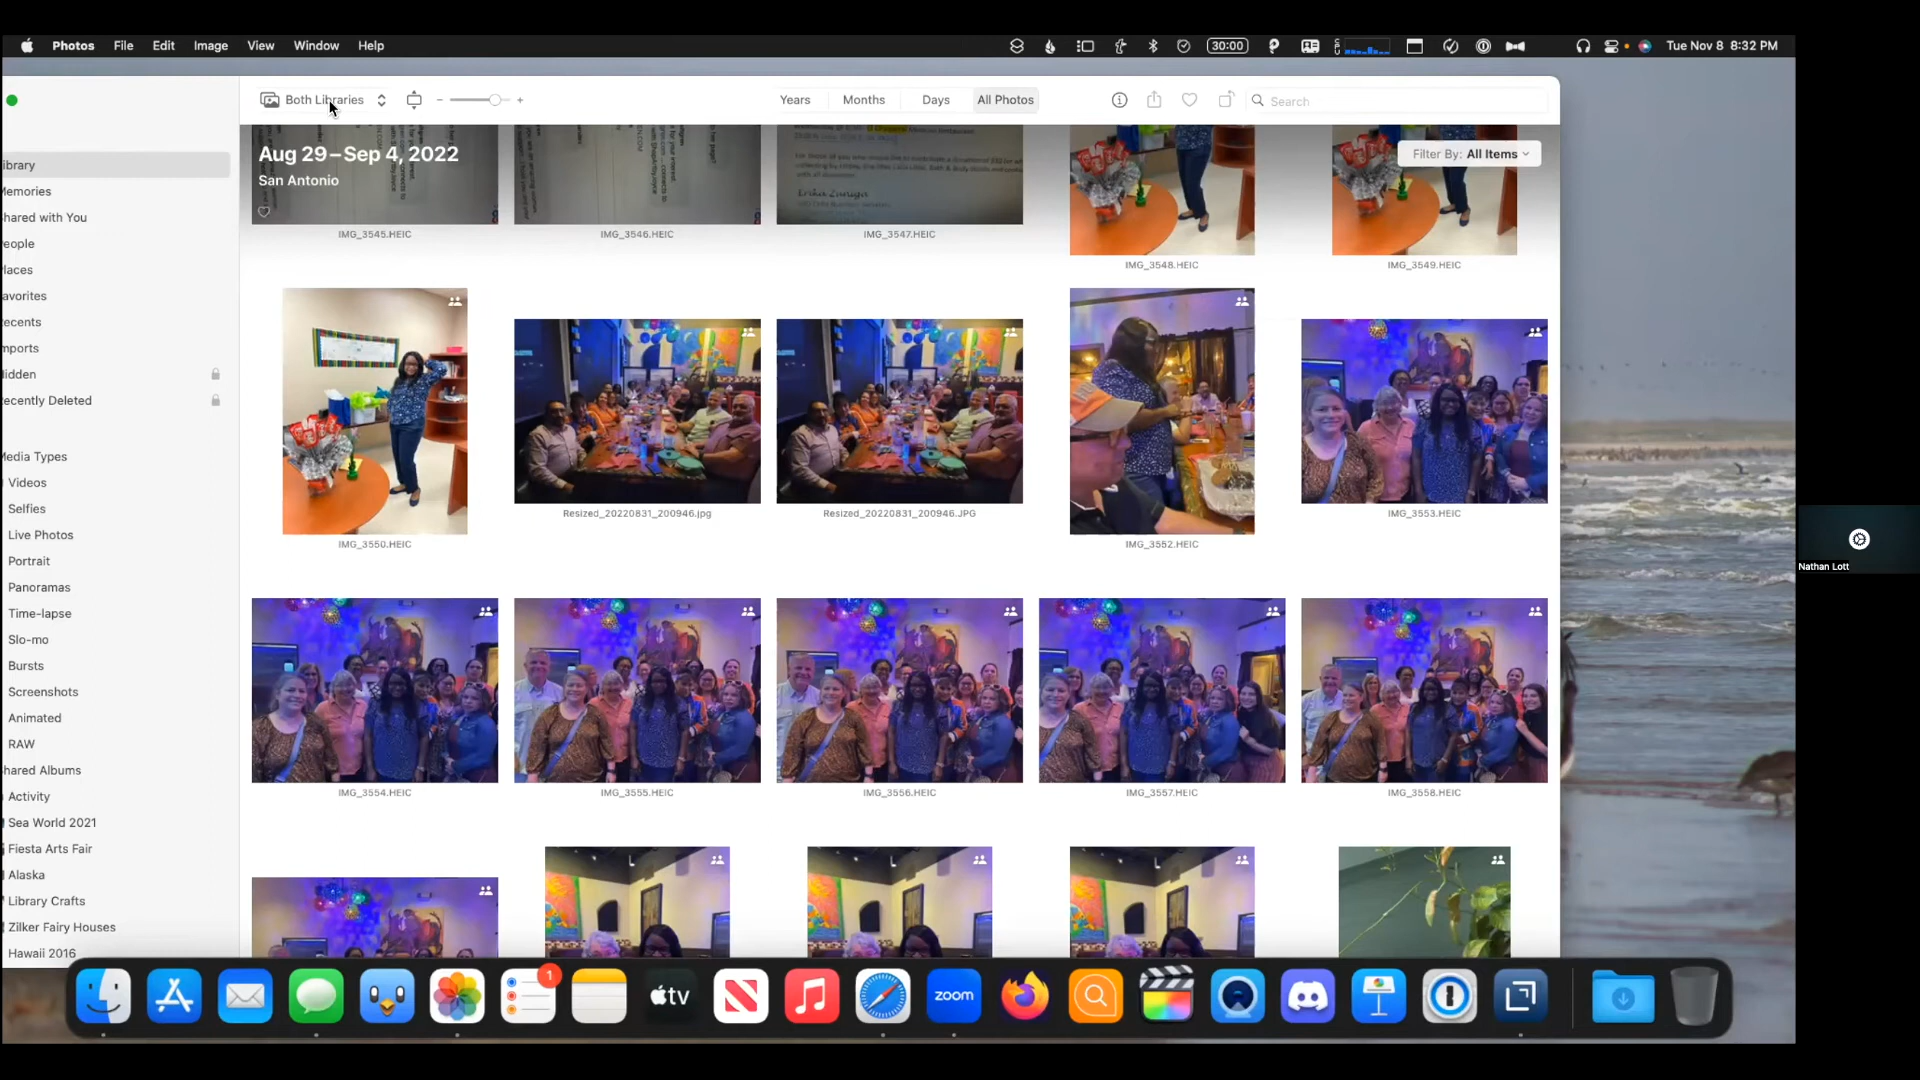 Photos File Edit Image View Window Help
30:00
Tue Nov 8 8:32 PM
Both Libraries
Years Months Days All Photos
Search
Aug 29 – Sep 4, 2022
San Antonio
Filter By: All Items
IMG_3545.HEIC IMG_3546.HEIC IMG_3547.HEIC
IMG_3548.HEIC IMG_3549.HEIC
Resized_20220831_200946.jpg Resized_20220831_200946.JPG IMG_3553.HEIC
IMG_3550.HEIC IMG_3552.HEIC
IMG_3554.HEIC IMG_3555.HEIC IMG_3556.HEIC IMG_3557.HEIC IMG_3558.HEIC
ibrary
Memories
hared with You
eople
laces
avorites
ecents
mports
idden
ecently Deleted
Media Types
Videos
Selfies
Live Photos
Portrait
Panoramas
Time-lapse
Slo-mo
Bursts
Screenshots
Animated
RAW
hared Albums
Activity
Sea World 2021
Fiesta Arts Fair
Alaska
Library Crafts
Zilker Fairy Houses
Hawaii 2016
Nathan Lott
1
tv
zoom